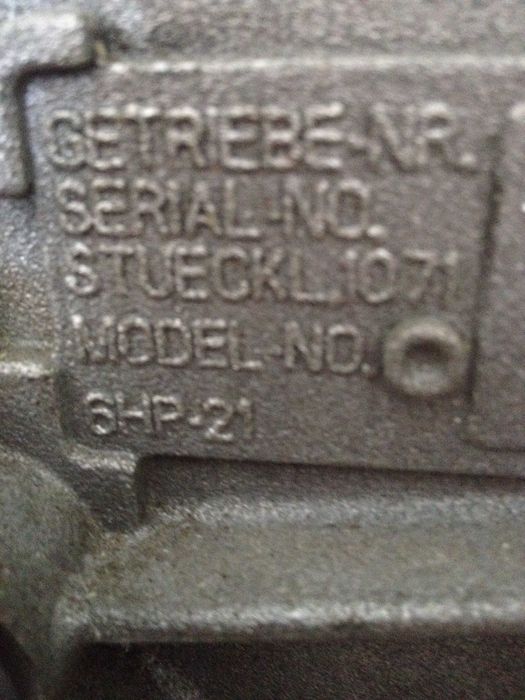 GETRIEBE-NR.
SERIAL-NO.
STUECKL.1071
MODEL-NO.
6HP-21